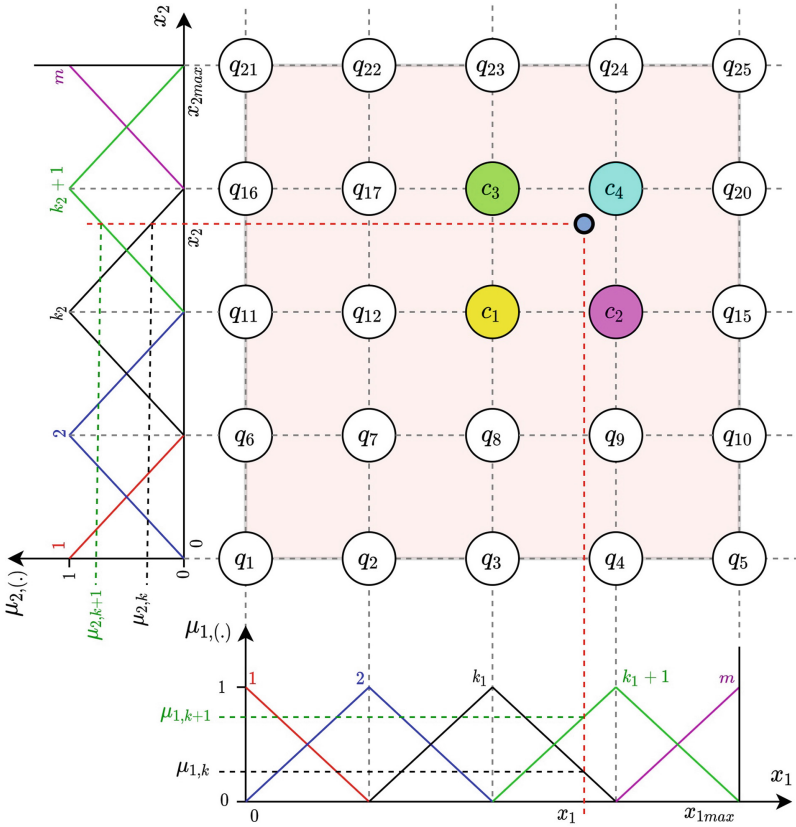 x₂
q₂₁ q₂₂ q₂₃ q₂₄ q₂₅
m
x₂ₘₐₓ
k₂ + 1
q₁₆ q₁₇ c₃ c₄ q₂₀
x₂
k₂
q₁₁ q₁₂ c₁ c₂ q₁₅
2
q₆ q₇ q₈ q₉ q₁₀
1
0
q₁ q₂ q₃ q₄ q₅
μ₂,₍.₎
1
0
μ₂,ₖ₊₁
μ₂,ₖ
μ₁,₍.₎
1
1 2 k₁ k₁ + 1 m
μ₁,ₖ₊₁
μ₁,ₖ
x₁
0
0 x₁ x₁ₘₐₓ